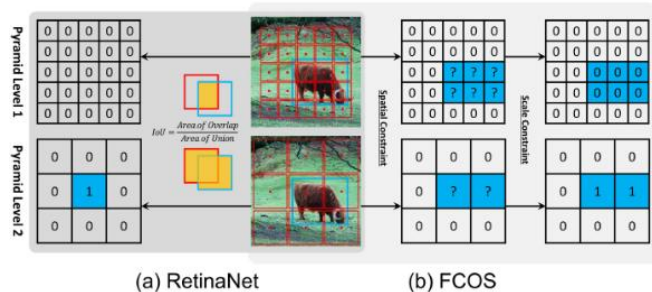 Pyramid Level 1
0 0 0 0 0
0 0 0 0 0
0 0 0 0 0
0 0 0 0 0
0 0 0 0 0
IoU = Area of Overlap
Area of Union
0 0 0 0 0
0 0 0 0 0
0 0 ? ? ?
0 0 ? ? ?
0 0 0 0 0
Spatial Constraint
Scale Constraint
0 0 0 0 0
0 0 0 0 0
0 0 0 0 0
0 0 0 0 0
0 0 0 0 0
Pyramid Level 2
0 0 0
0 1 0
0 0 0
0 0 0
0 ? ?
0 0 0
0 0 0
0 1 1
0 0 0
(a) RetinaNet
(b) FCOS